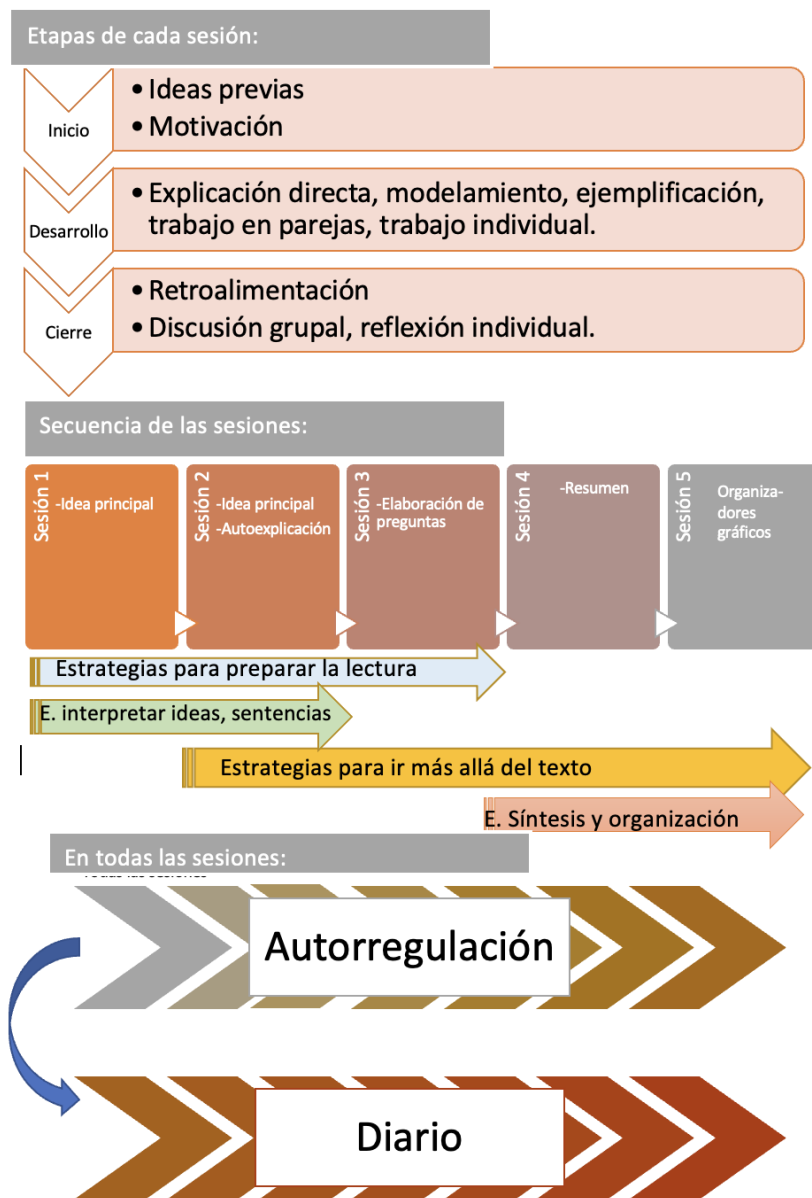 Etapas de cada sesión:
Inicio
• Ideas previas
• Motivación
Desarrollo
• Explicación directa, modelamiento, ejemplificación,
trabajo en parejas, trabajo individual.
Cierre
• Retroalimentación
• Discusión grupal, reflexión individual.
Secuencia de las sesiones:
Sesión 1
-Idea principal
Sesión 2
-Idea principal
-Autoexplicación
Sesión 3
-Elaboración de
preguntas
Sesión 4
-Resumen
Sesión 5
Organiza-
dores
gráficos
Estrategias para preparar la lectura
E. interpretar ideas, sentencias
Estrategias para ir más allá del texto
E. Síntesis y organización
En todas las sesiones:
Autorregulación
Diario